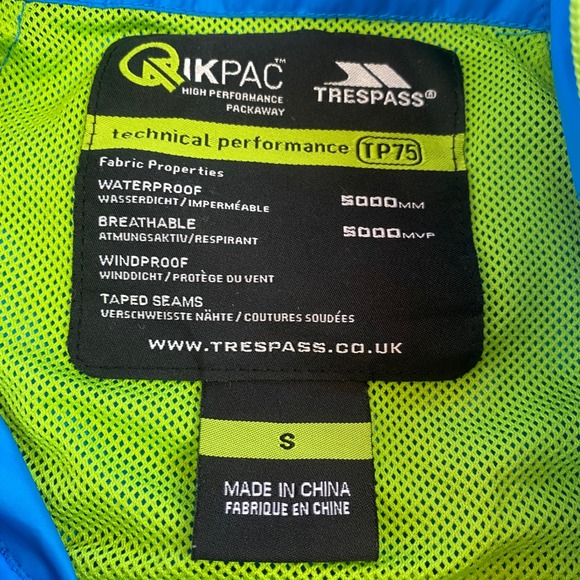 QIKPAC™
HIGH PERFORMANCE
PACKAWAY
TRESPASS®
technical performance TP75
Fabric Properties
WATERPROOF 5000MM
WASSERDICHT/IMPERMÉABLE
BREATHABLE 5000MVP
ATMUNGSAKTIV/RESPIRANT
WINDPROOF
WINDDICHT/PROTÈGE DU VENT
TAPED SEAMS
VERSCHWEISSTE NÄHTE/COUTURES SOUDÉES
WWW.TRESPASS.CO.UK
S
MADE IN CHINA
FABRIQUE EN CHINE